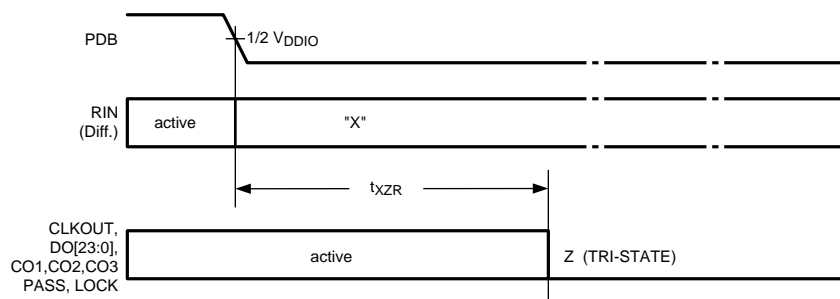 PDB
1/2 VDDIO
RIN
(Diff.)
active
"X"
tXZR
CLKOUT,
DO[23:0],
CO1,CO2,CO3
PASS, LOCK
active
Z (TRI-STATE)